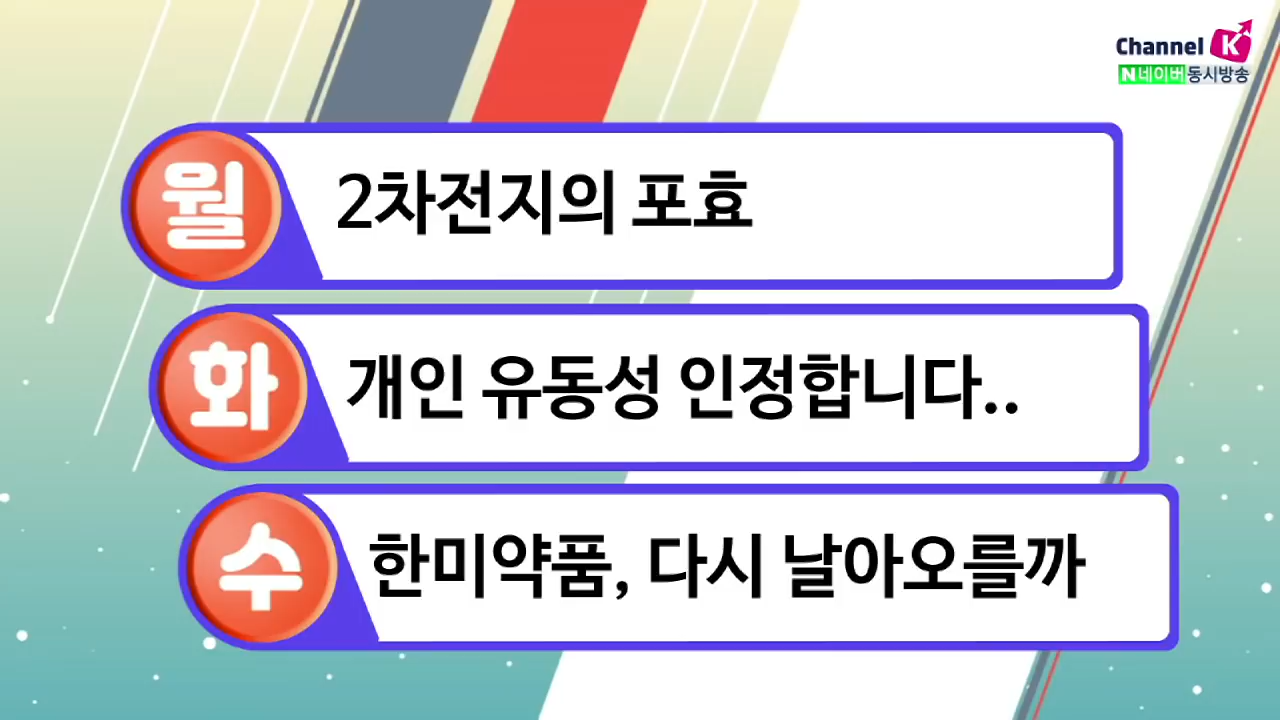 Channel K
N 네이버 동시방송
월 2차전지의 포효
화 개인 유동성 인정합니다..
수 한미약품, 다시 날아오를까